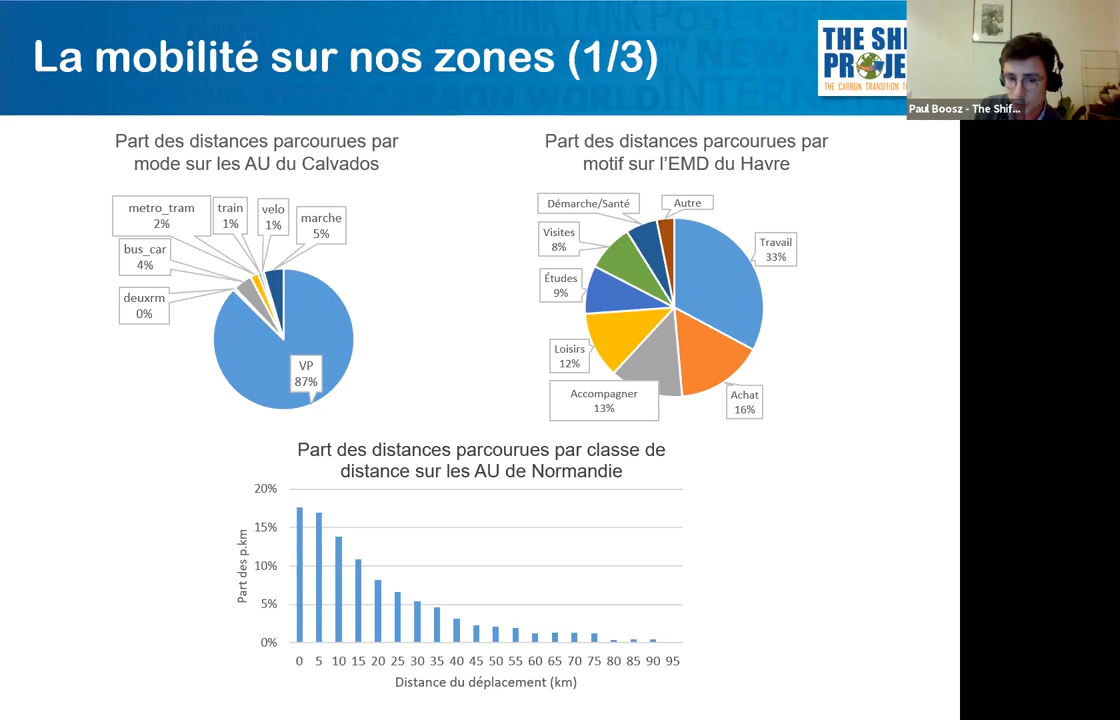 La mobilité sur nos zones (1/3)
THE SHI
PROJE
THE CARBON TRANSITION T
Paul Boosz - The Shif...
Part des distances parcourues par
mode sur les AU du Calvados
metro_tram
2%
train
1%
velo
1%
marche
5%
bus_car
4%
deuxrm
0%
VP
87%
Part des distances parcourues par
motif sur l’EMD du Havre
Démarche/Santé
Autre
Visites
8%
Travail
33%
Études
9%
Loisirs
12%
Accompagner
13%
Achat
16%
Part des distances parcourues par classe de
distance sur les AU de Normandie
20%
15%
10%
5%
0%
Part des p.km
0 5 10 15 20 25 30 35 40 45 50 55 60 65 70 75 80 85 90 95
Distance du déplacement (km)